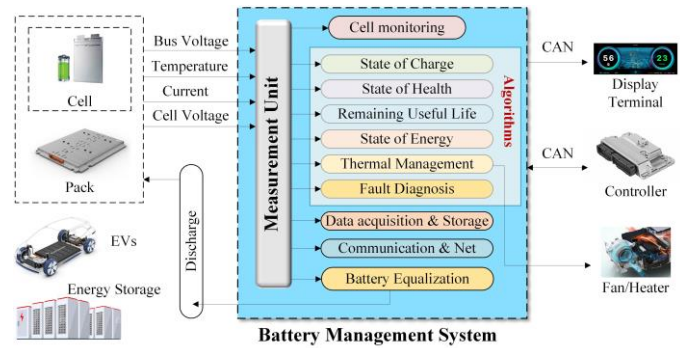 Cell
Pack
EVs
Energy Storage
Bus Voltage
Temperature
Current
Cell Voltage
Discharge
Measurement Unit
Cell monitoring
State of Charge
State of Health
Remaining Useful Life
State of Energy
Thermal Management
Fault Diagnosis
Algorithms
Data acquisition & Storage
Communication & Net
Battery Equalization
Battery Management System
CAN
56
23
Display
Terminal
CAN
Controller
Fan/Heater